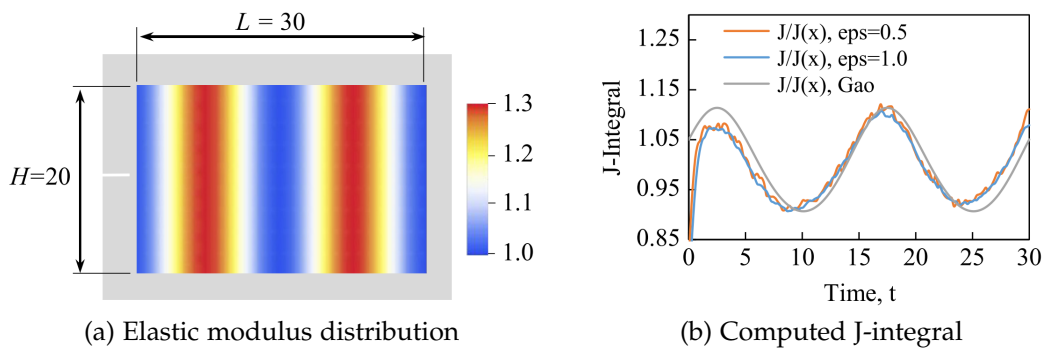 L = 30
H=20
1.3
1.2
1.1
1.0
(a) Elastic modulus distribution
J-Integral
1.25
1.15
1.05
0.95
0.85
J/J(x), eps=0.5
J/J(x), eps=1.0
J/J(x), Gao
0 5 10 15 20 25 30
Time, t
(b) Computed J-integral